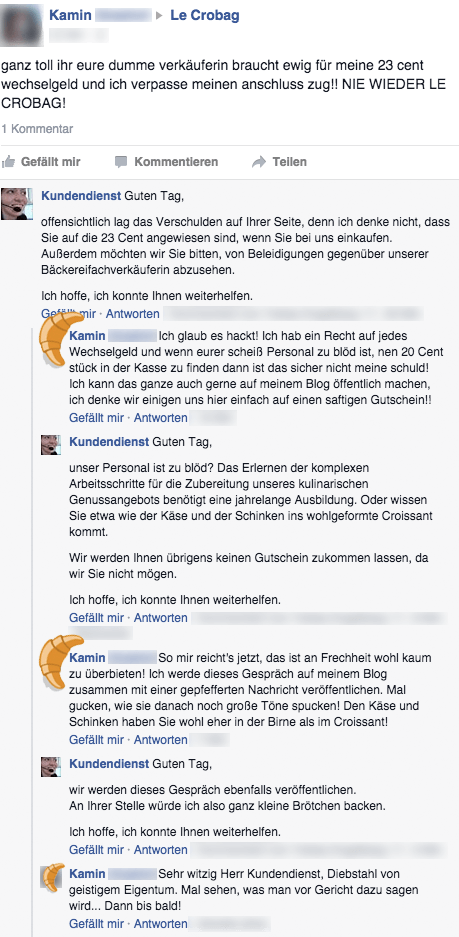 Kamin Le Crobag
ganz toll ihr eure dumme verkäuferin braucht ewig für meine 23 cent
wechselgeld und ich verpasse meinen anschluss zug!! NIE WIEDER LE
CROBAG!
1 Kommentar
Gefällt mir Kommentieren Teilen
Kundendienst Guten Tag,
offensichtlich lag das Verschulden auf Ihrer Seite, denn ich denke nicht, dass
Sie auf die 23 Cent angewiesen sind, wenn Sie bei uns einkaufen.
Außerdem möchten wir Sie bitten, von Beleidigungen gegenüber unserer
Bäckereifachverkäuferin abzusehen.
Ich hoffe, ich konnte Ihnen weiterhelfen.
Gefällt mir · Antworten
Kamin Ich glaub es hackt! Ich hab ein Recht auf jedes
Wechselgeld und wenn eurer scheiß Personal zu blöd ist, nen 20 Cent
stück in der Kasse zu finden dann ist das sicher nicht meine schuld!
Ich kann das ganze auch gerne auf meinem Blog öffentlich machen,
ich denke wir einigen uns hier einfach auf einen saftigen Gutschein!!
Gefällt mir · Antworten
Kundendienst Guten Tag,
unser Personal ist zu blöd? Das Erlernen der komplexen
Arbeitsschritte für die Zubereitung unseres kulinarischen
Genussangebots benötigt eine jahrelange Ausbildung. Oder wissen
Sie etwa wie der Käse und der Schinken ins wohlgeformte Croissant
kommt.
Wir werden Ihnen übrigens keinen Gutschein zukommen lassen, da
wir Sie nicht mögen.
Ich hoffe, ich konnte Ihnen weiterhelfen.
Gefällt mir · Antworten
Kamin So mir reicht's jetzt, das ist an Frechheit wohl kaum
zu überbieten! Ich werde dieses Gespräch auf meinem Blog
zusammen mit einer gepfefferten Nachricht veröffentlichen. Mal
gucken, wie sie danach noch große Töne spucken! Den Käse und
Schinken haben Sie wohl eher in der Birne als im Croissant!
Gefällt mir · Antworten
Kundendienst Guten Tag,
wir werden dieses Gespräch ebenfalls veröffentlichen.
An Ihrer Stelle würde ich also ganz kleine Brötchen backen.
Ich hoffe, ich konnte Ihnen weiterhelfen.
Gefällt mir · Antworten
Kamin Sehr witzig Herr Kundendienst, Diebstahl von
geistigem Eigentum. Mal sehen, was man vor Gericht dazu sagen
wird... Dann bis bald!
Gefällt mir · Antworten